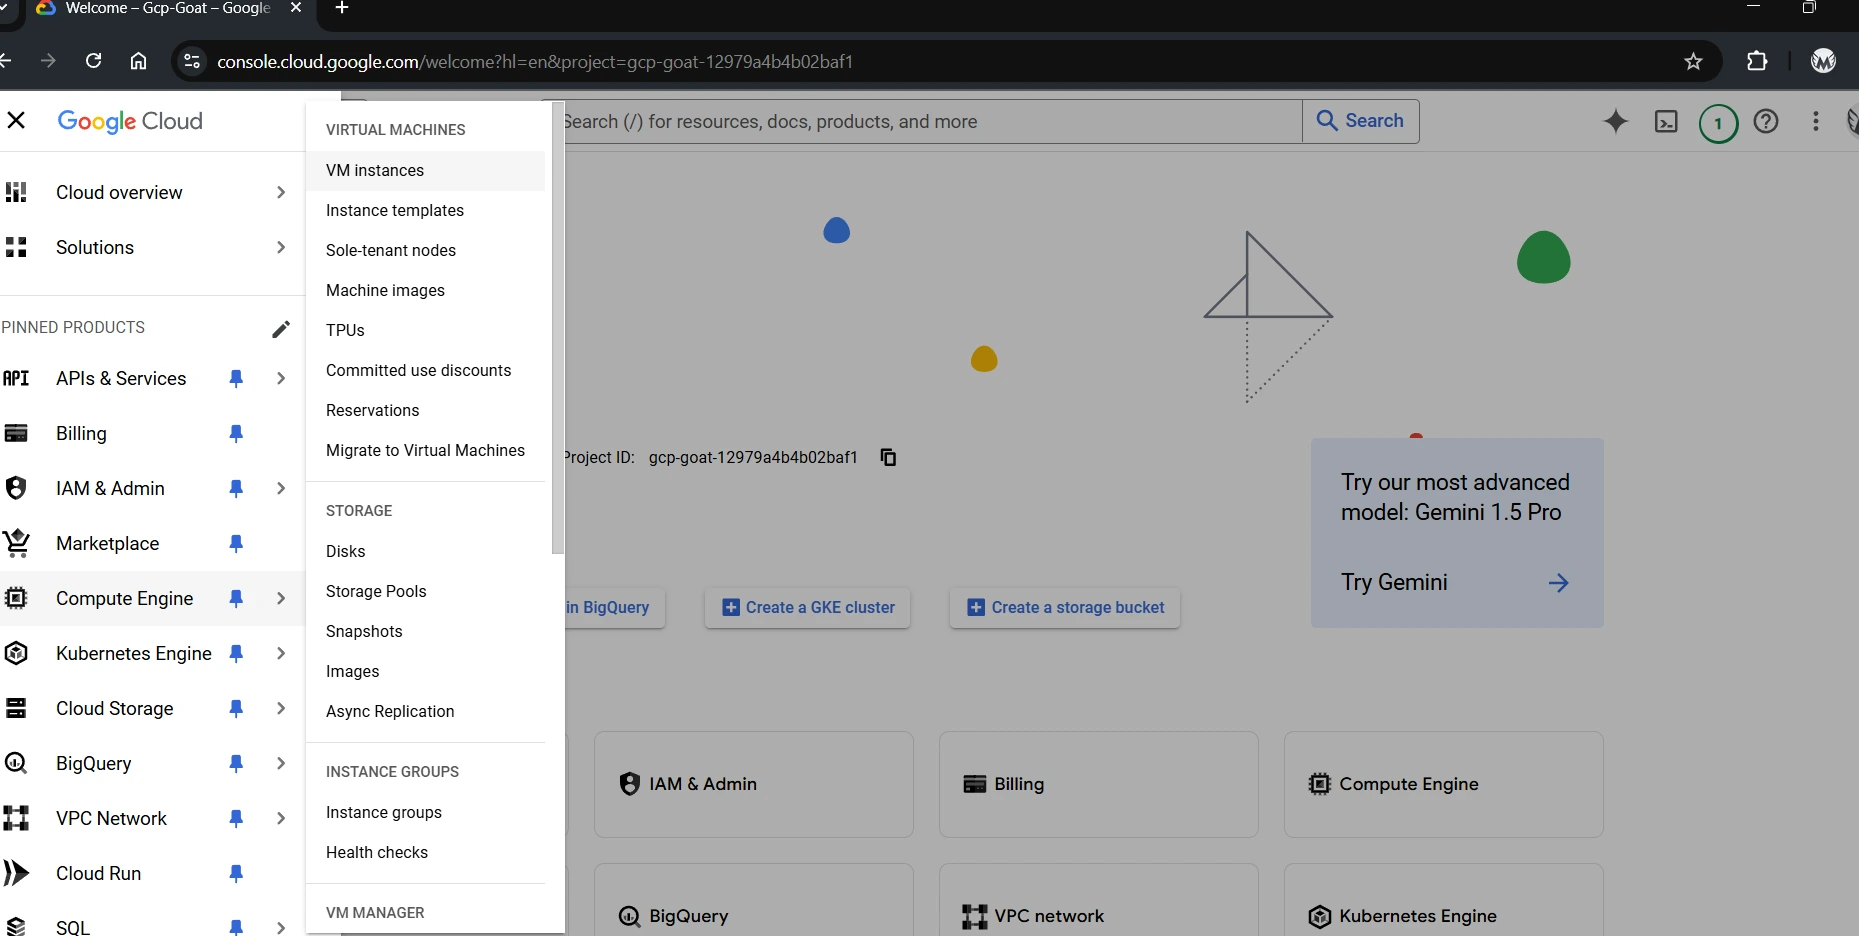 Welcome – Gcp-Goat – Google
console.cloud.google.com/welcome?hl=en&project=gcp-goat-12979a4b4b02baf1
Google Cloud
Search (/) for resources, docs, products, and more
Search
1
Cloud overview
Solutions
PINNED PRODUCTS
API APIs & Services
Billing
IAM & Admin
Marketplace
Compute Engine
Kubernetes Engine
Cloud Storage
BigQuery
VPC Network
Cloud Run
SQL
VIRTUAL MACHINES
VM instances
Instance templates
Sole-tenant nodes
Machine images
TPUs
Committed use discounts
Reservations
Migrate to Virtual Machines
STORAGE
Disks
Storage Pools
Snapshots
Images
Async Replication
INSTANCE GROUPS
Instance groups
Health checks
VM MANAGER
Project ID: gcp-goat-12979a4b4b02baf1
in BigQuery
Create a GKE cluster
Create a storage bucket
Try our most advanced
model: Gemini 1.5 Pro
Try Gemini
IAM & Admin
Billing
Compute Engine
BigQuery
VPC network
Kubernetes Engine